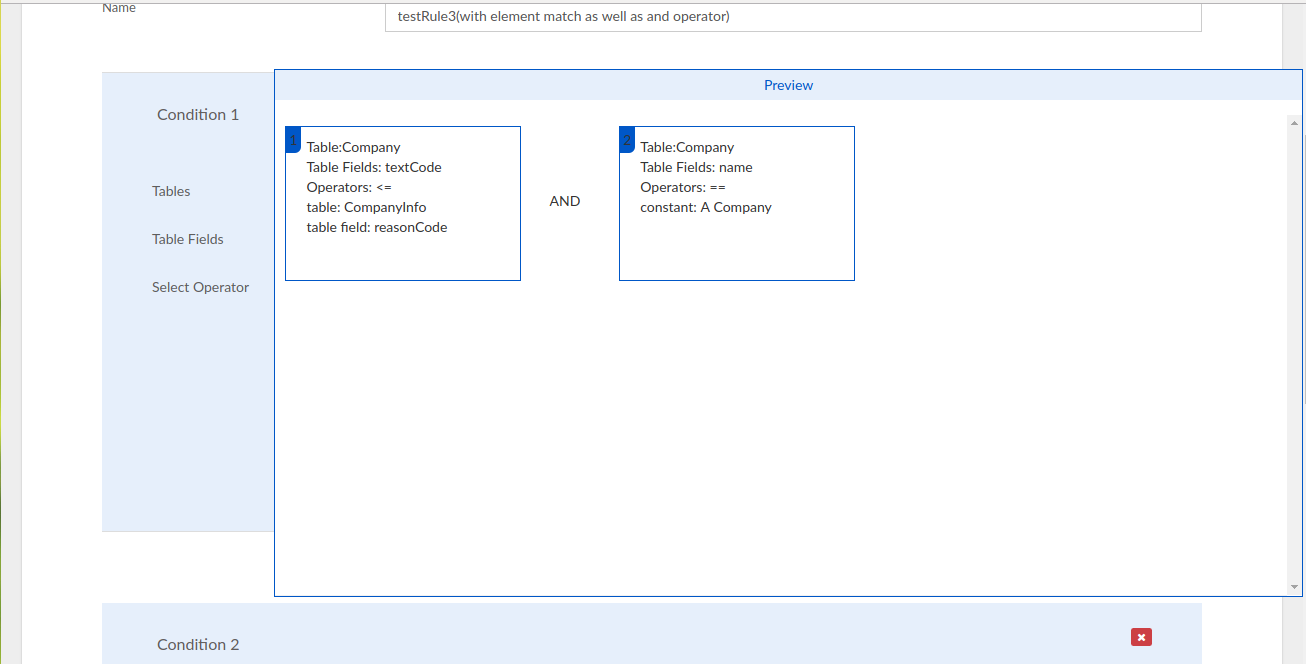 Name
testRule3(with element match as well as and operator)
Preview
Condition 1
Tables
Table Fields
Select Operator
1
Table:Company
Table Fields: textCode
Operators: <=
table: CompanyInfo
table field: reasonCode
AND
2
Table:Company
Table Fields: name
Operators: ==
constant: A Company
Condition 2